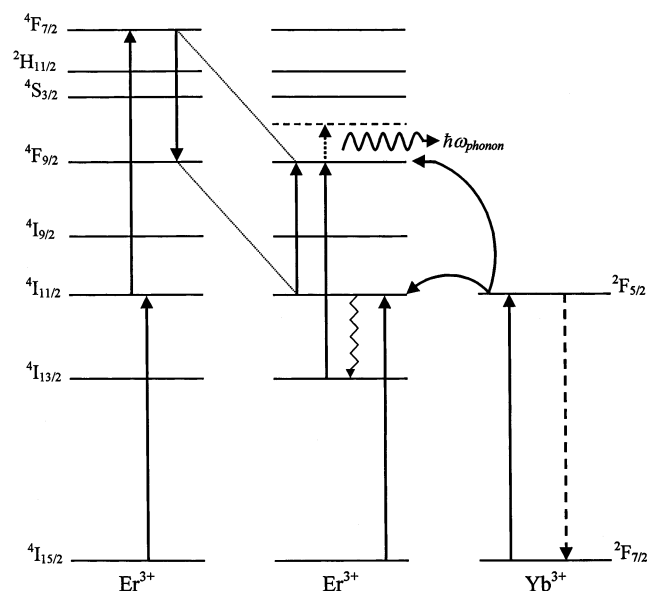 ⁴F₇/₂
²H₁₁/₂
⁴S₃/₂
ℏωphonon
⁴F₉/₂
⁴I₉/₂
⁴I₁₁/₂
²F₅/₂
⁴I₁₃/₂
⁴I₁₅/₂
²F₇/₂
Er³⁺ Er³⁺ Yb³⁺